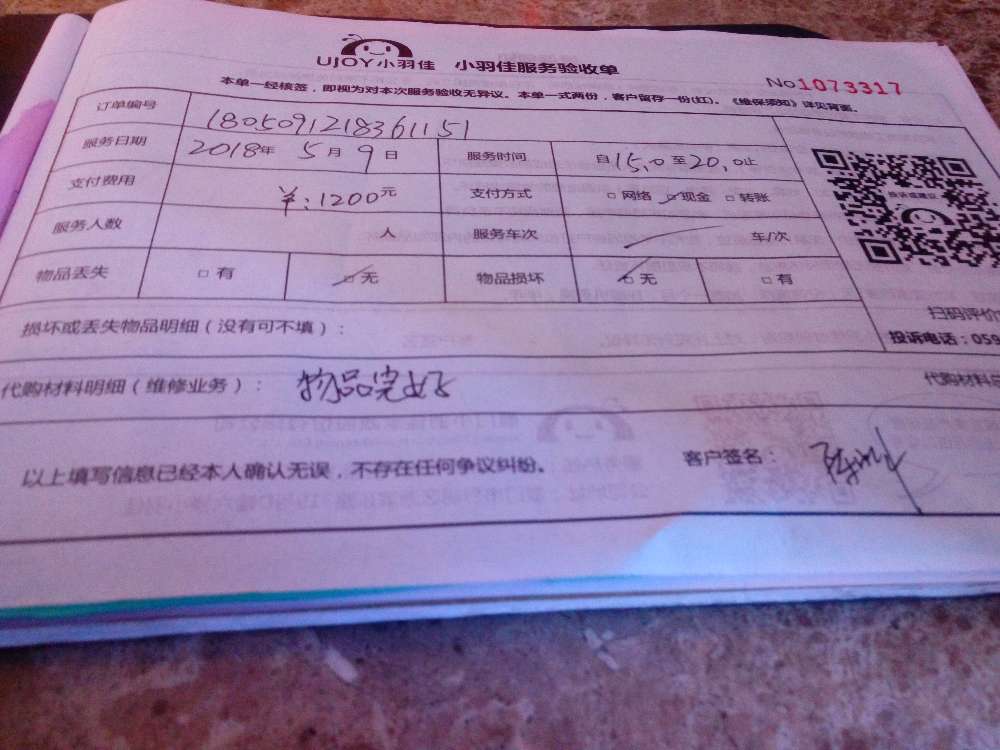 UJOY小羽佳 小羽佳服务验收单
No1073317
本单一经核签，即视为对本次服务验收无异议。本单一式两份，客户留存一份(红)。《维保须知》详见背面。
订单编号 1805091218361151
服务日期 2018年 5月 9日 服务时间 自15.0至20.0止
支付费用 ¥:1200元 支付方式 □网络 ☑现金 □转账
服务人数 人 服务车次 车/次
物品丢失 □有 ☑无 物品损坏 ☑无 □有
投诉或建议
扫码评价
投诉电话：059
损坏或丢失物品明细（没有可不填）：
代购材料明细（维修业务）： 物品完好 代购材料
以上填写信息已经本人确认无误，不存在任何争议纠纷。 客户签名：